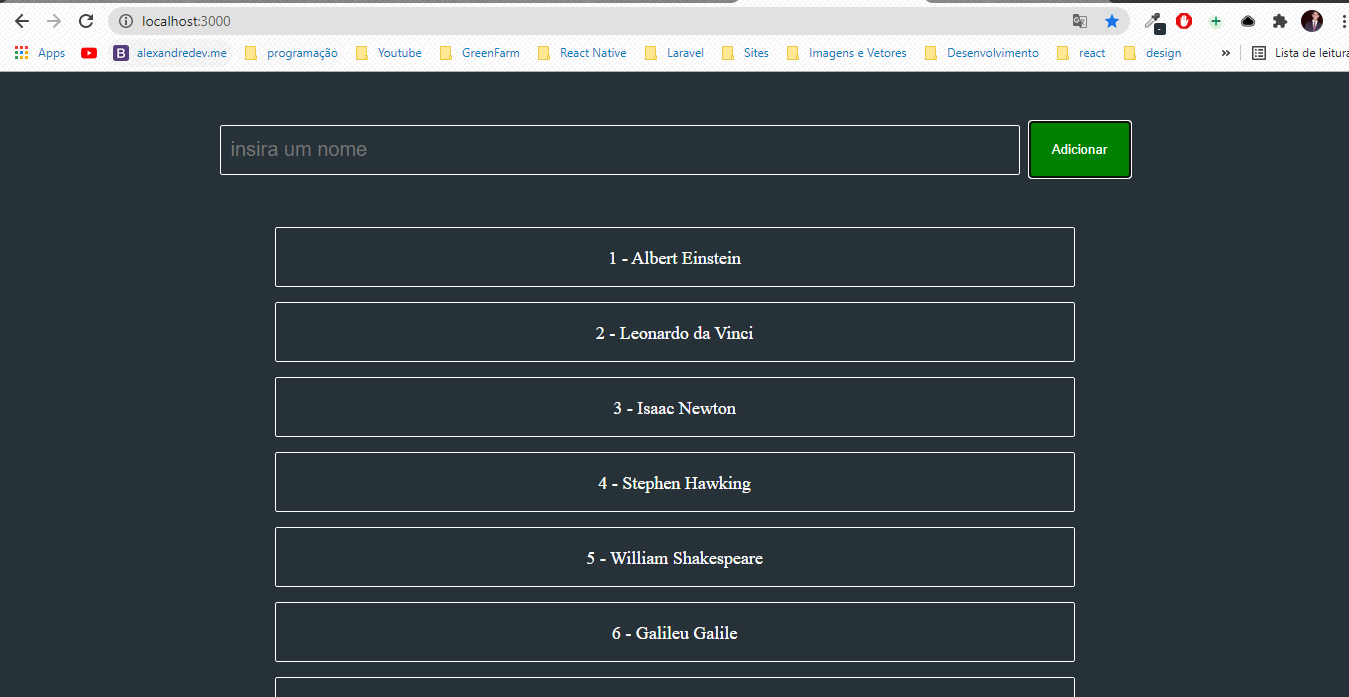 localhost:3000
Apps B alexandredev.me programação Youtube GreenFarm React Native Laravel Sites Imagens e Vetores Desenvolvimento react design » Lista de leitura
insira um nome Adicionar
1 - Albert Einstein
2 - Leonardo da Vinci
3 - Isaac Newton
4 - Stephen Hawking
5 - William Shakespeare
6 - Galileu Galile